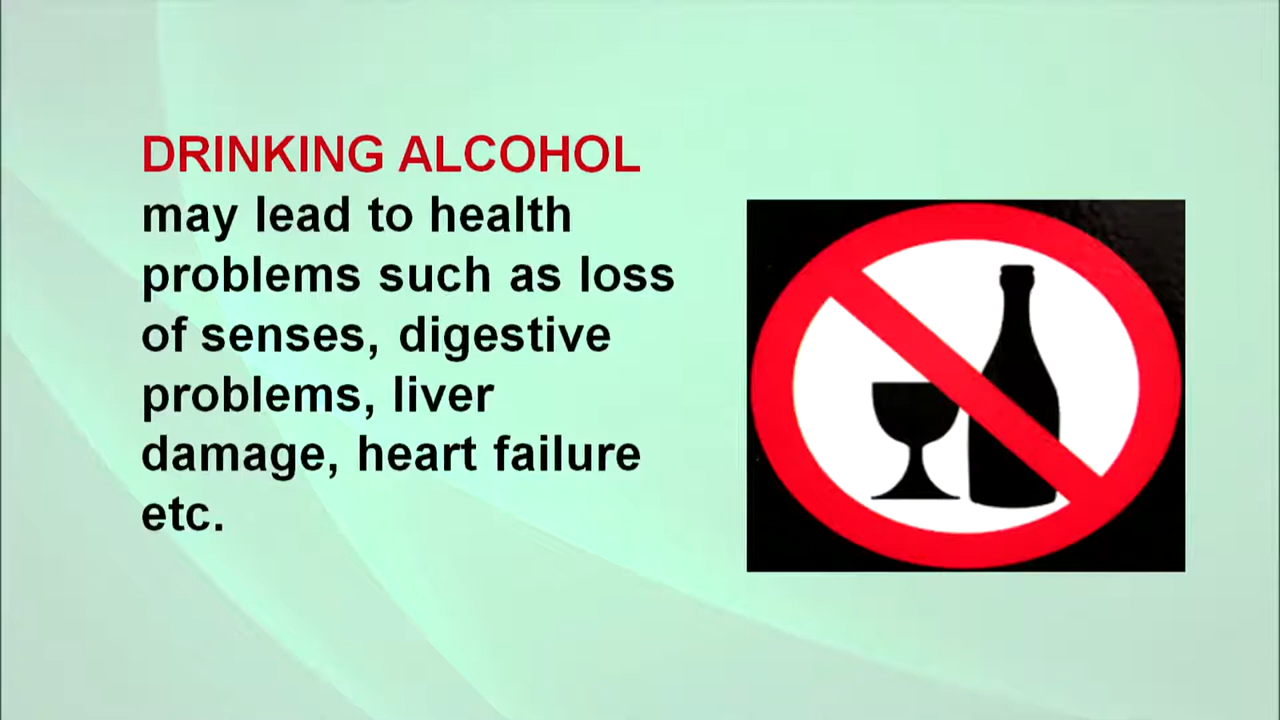 DRINKING ALCOHOL
may lead to health
problems such as loss
of senses, digestive
problems, liver
damage, heart failure
etc.